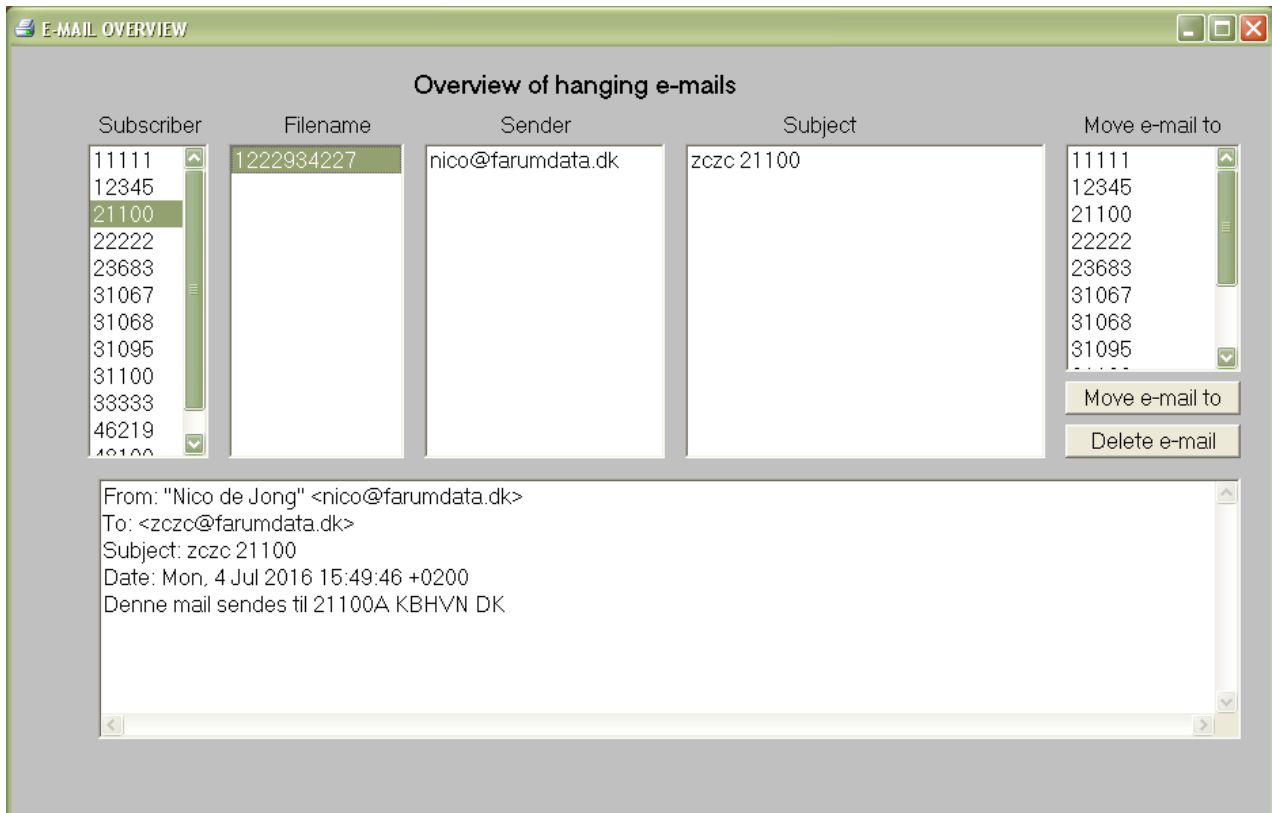 E-MAIL OVERVIEW
Overview of hanging e-mails
Subscriber Filename Sender Subject Move e-mail to
11111 1222934227 nico@farumdata.dk zczc 21100 11111
12345 12345
21100 21100
22222 22222
23683 23683
31067 31067
31068 31068
31095 31095
31100
33333 Move e-mail to
46219
Delete e-mail
From: "Nico de Jong" <nico@farumdata.dk>
To: <zczc@farumdata.dk>
Subject: zczc 21100
Date: Mon, 4 Jul 2016 15:49:46 +0200
Denne mail sendes til 21100A KBHVN DK